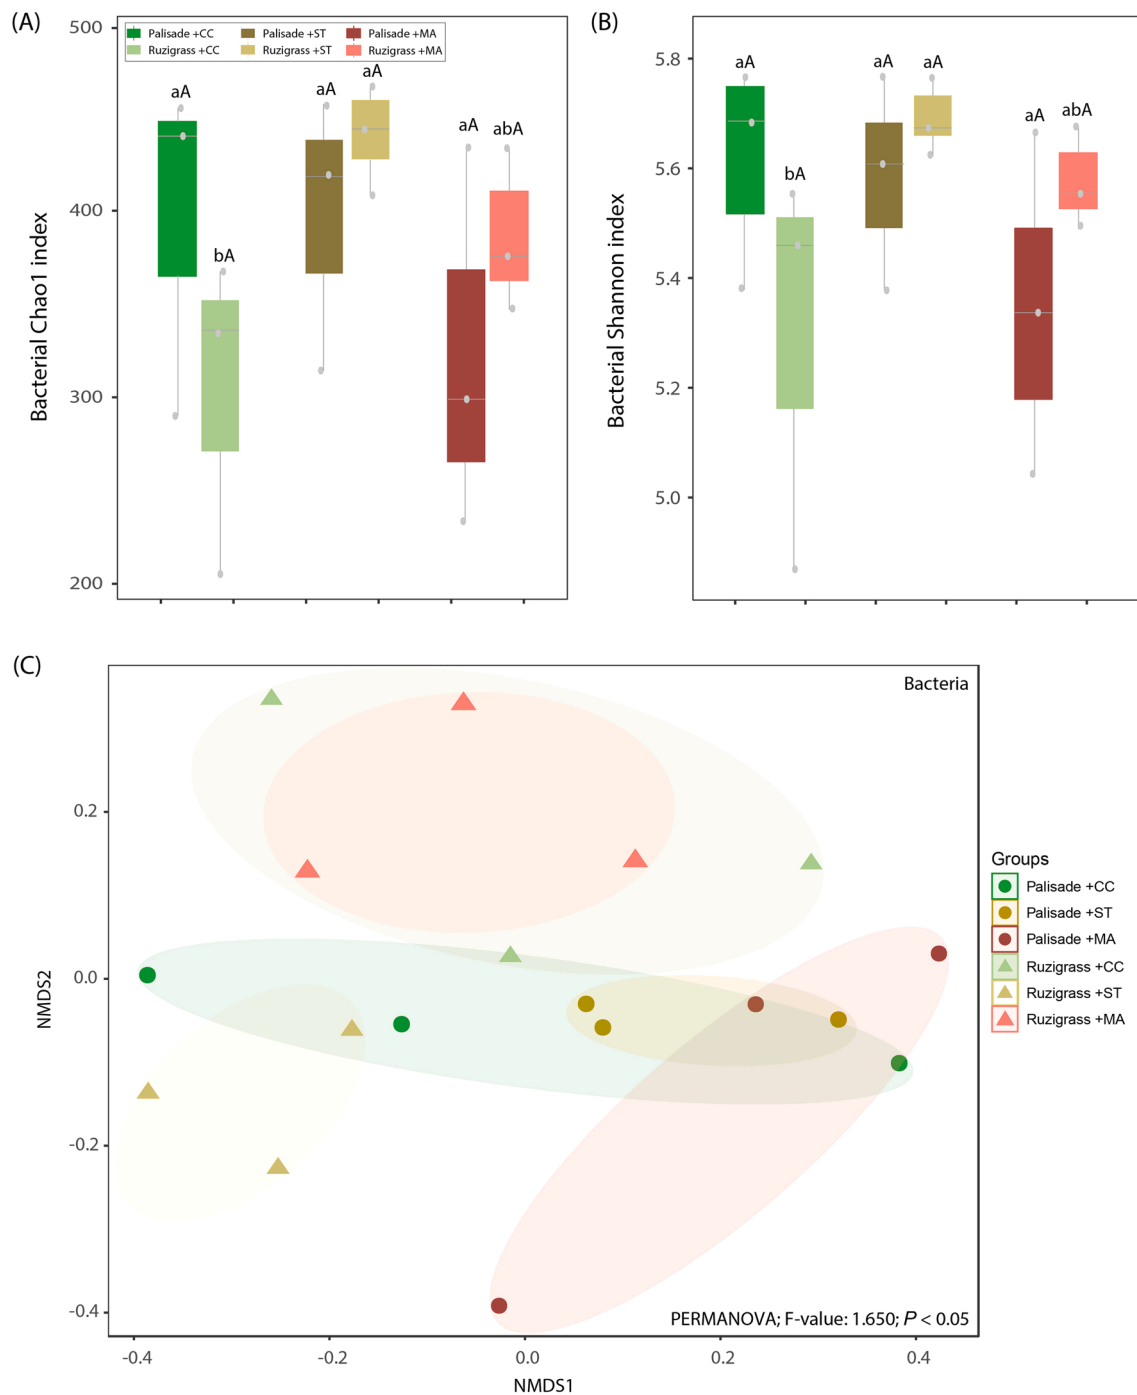 (A)
500
400
300
200
Bacterial Chao1 index
Palisade +CC Palisade +ST Palisade +MA
Ruzigrass +CC Ruzigrass +ST Ruzigrass +MA
aA
bA
aA
aA
aA
abA
(B)
5.8
5.6
5.4
5.2
5.0
Bacterial Shannon index
aA
bA
aA
aA
aA
abA
(C)
Bacteria
0.2
0.0
-0.2
-0.4
NMDS2
PERMANOVA; F-value: 1.650; P < 0.05
-0.4 -0.2 0.0 0.2 0.4
NMDS1
Groups
Palisade +CC
Palisade +ST
Palisade +MA
Ruzigrass +CC
Ruzigrass +ST
Ruzigrass +MA